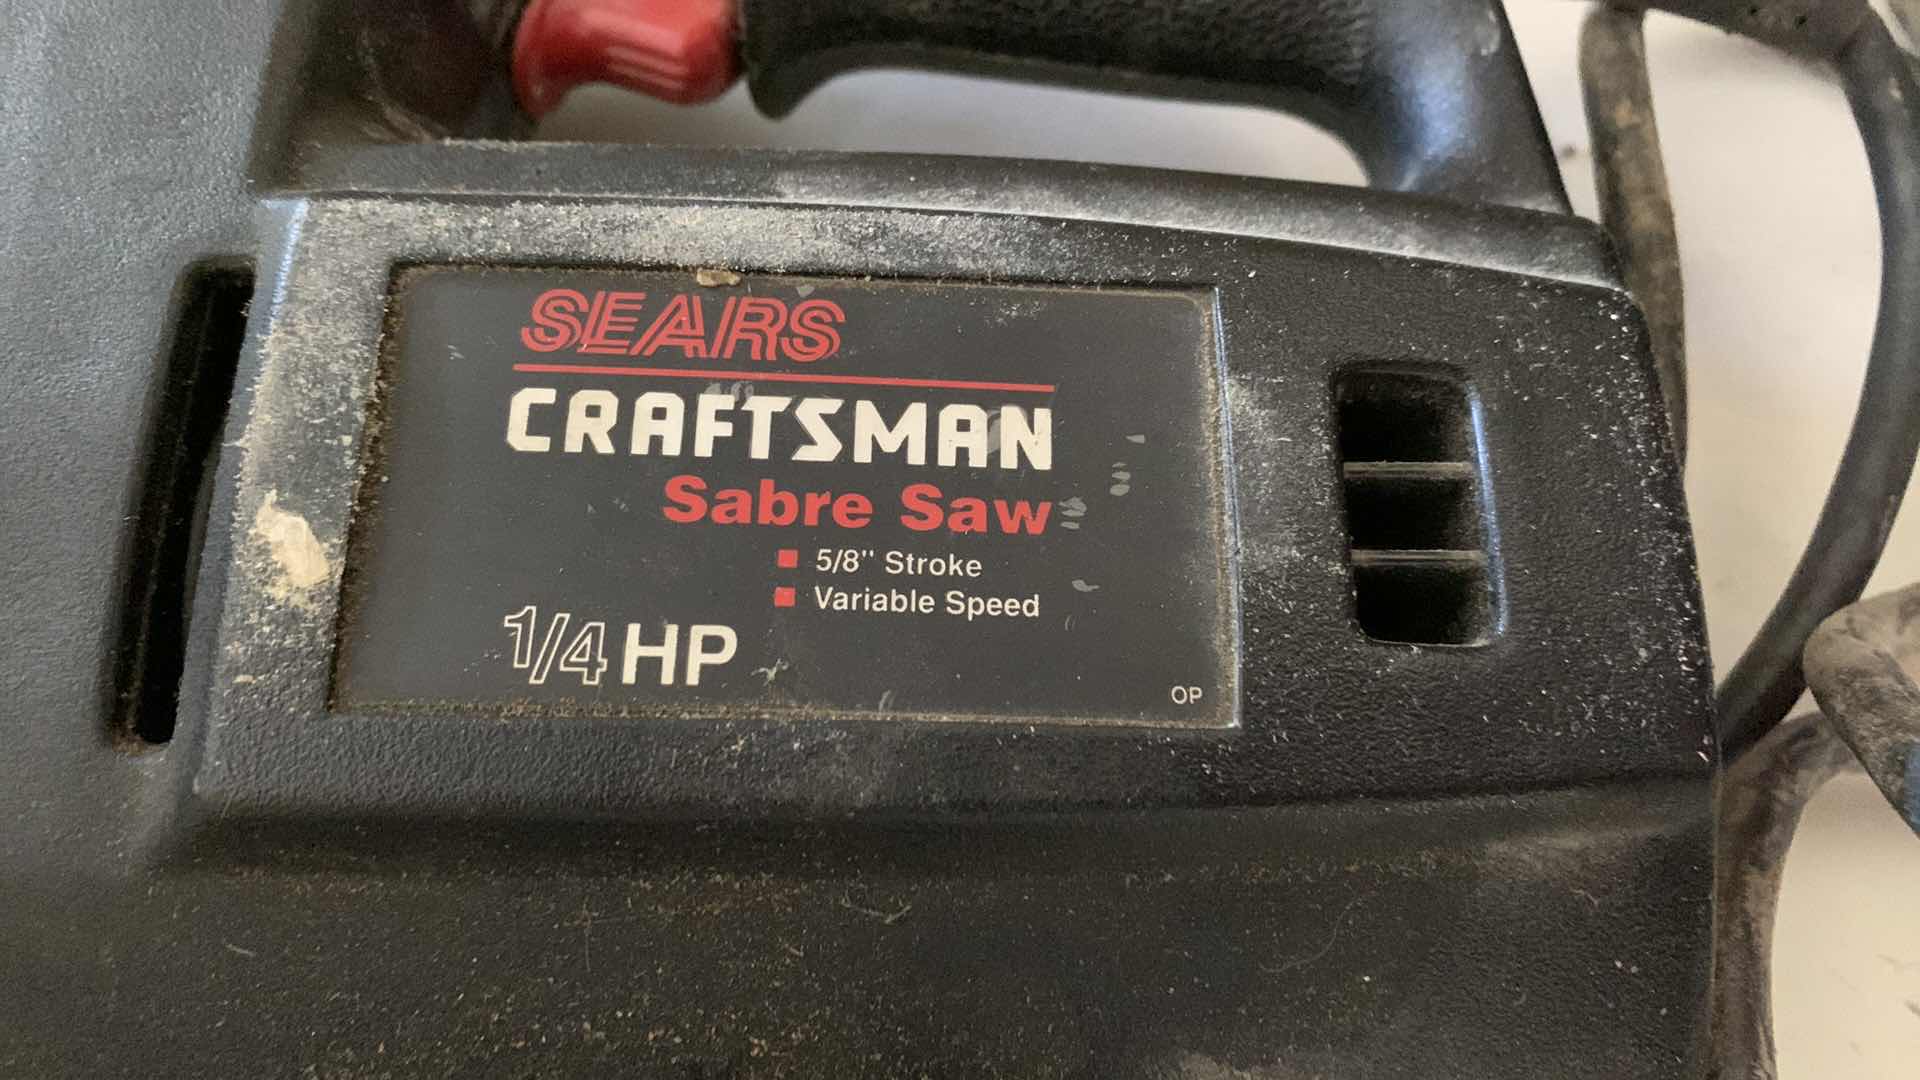 SEARS
CRAFTSMAN
Sabre Saw
5/8" Stroke
Variable Speed
1/4 HP
OP